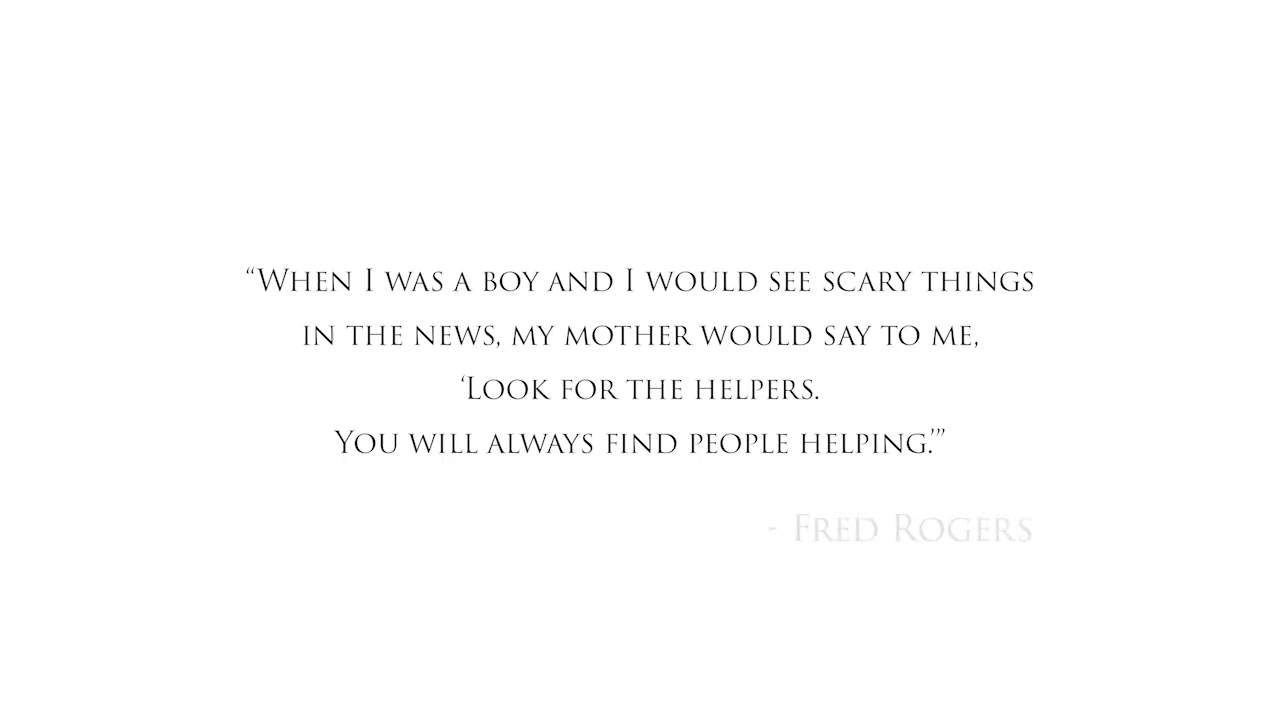 “When I was a boy and I would see scary things
in the news, my mother would say to me,
‘Look for the helpers.
You will always find people helping.’”
- Fred Rogers